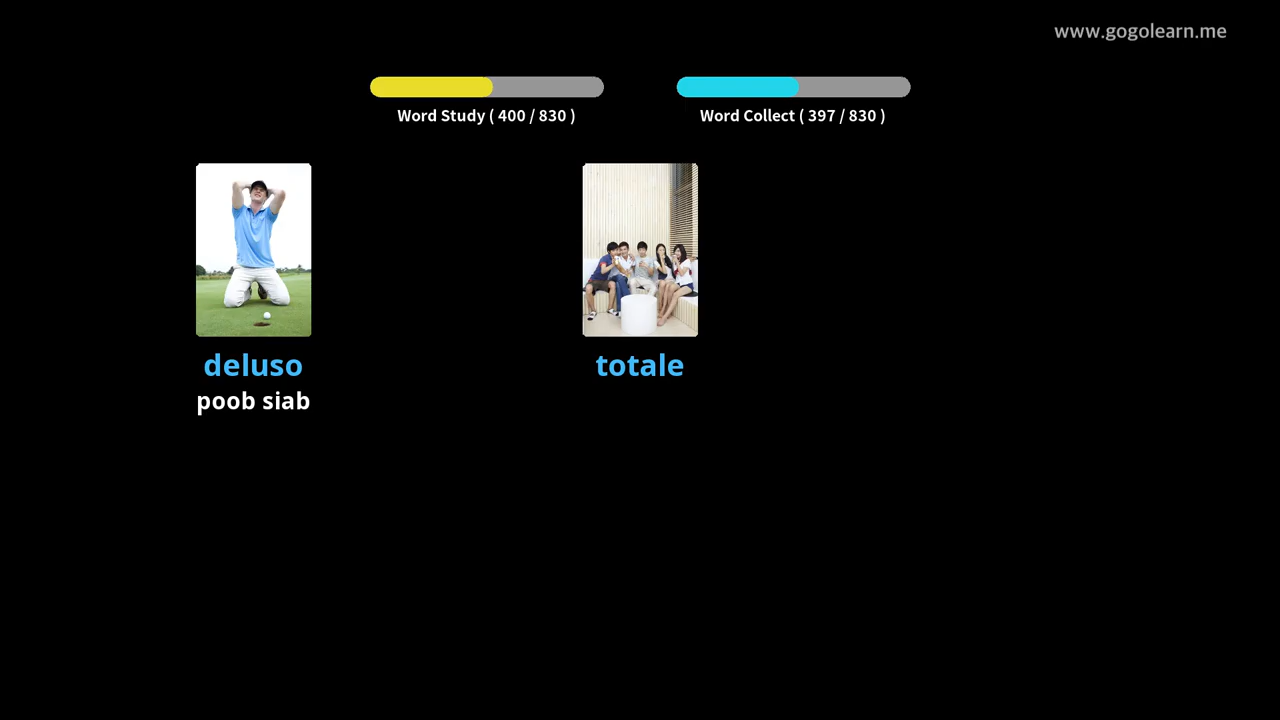 www.gogolearn.me
Word Study ( 400 / 830 )
Word Collect ( 397 / 830 )
deluso
poob siab
totale